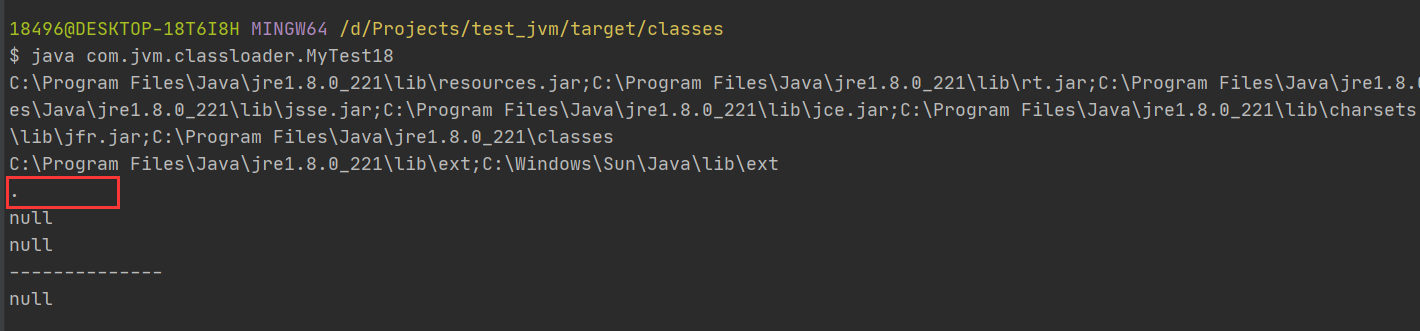 18496@DESKTOP-18T6I8H MINGW64 /d/Projects/test_jvm/target/classes
$ java com.jvm.classloader.MyTest18
C:\Program Files\Java\jre1.8.0_221\lib\resources.jar;C:\Program Files\Java\jre1.8.0_221\lib\rt.jar;C:\Program Files\Java\jre1.8.0
es\Java\jre1.8.0_221\lib\jsse.jar;C:\Program Files\Java\jre1.8.0_221\lib\jce.jar;C:\Program Files\Java\jre1.8.0_221\lib\charsets
\lib\jfr.jar;C:\Program Files\Java\jre1.8.0_221\classes
C:\Program Files\Java\jre1.8.0_221\lib\ext;C:\Windows\Sun\Java\lib\ext
.
null
null
--------------
null